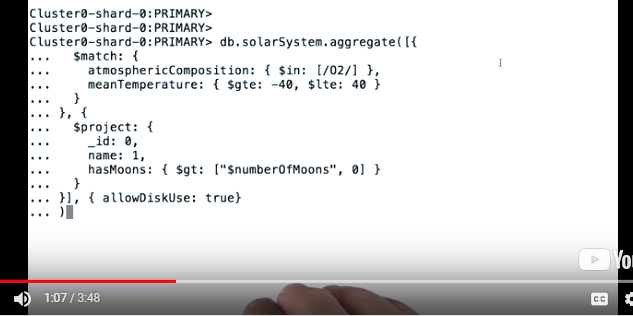 Cluster0-shard-0:PRIMARY>
Cluster0-shard-0:PRIMARY>
Cluster0-shard-0:PRIMARY> db.solarSystem.aggregate([{
... $match: {
... atmosphericComposition: { $in: [/O2/] },
... meanTemperature: { $gte: -40, $lte: 40 }
... }
... }, {
... $project: {
... _id: 0,
... name: 1,
... hasMoons: { $gt: ["$numberOfMoons", 0] }
... }
... }], { allowDiskUse: true}
... )
You
1:07 / 3:48
CC